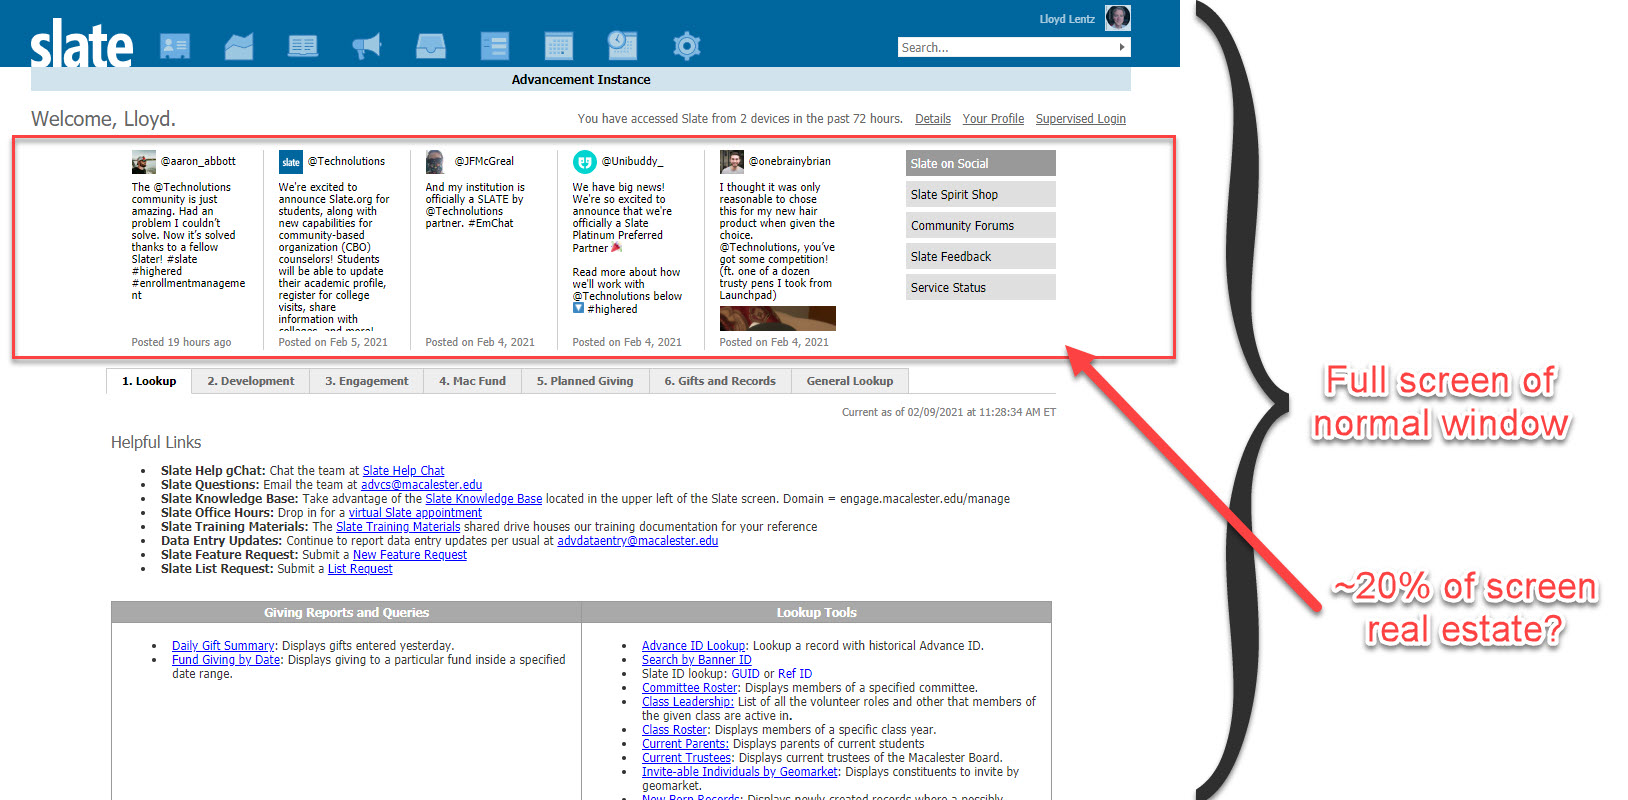 Lloyd Lentz
slate
Search...
Advancement Instance
Welcome, Lloyd.
You have accessed Slate from 2 devices in the past 72 hours. Details Your Profile Supervised Login
@aaron_abbott
The @Technolutions
community is just
amazing. Had an
problem I couldn't
solve. Now it's solved
thanks to a fellow
Slater! #slate
#highered
#enrollmentmanageme
nt
Posted 19 hours ago
slate @Technolutions
We're excited to
announce Slate.org for
students, along with
new capabilities for
community-based
organization (CBO)
counselors! Students
will be able to update
their academic profile,
register for college
visits, share
information with
colleges, and more!
Posted on Feb 5, 2021
@JFMcGreal
And my institution is
officially a SLATE by
@Technolutions
partner. #EmChat
Posted on Feb 4, 2021
@Unibuddy_
We have big news!
We're so excited to
announce that we're
officially a Slate
Platinum Preferred
Partner
Read more about how
we'll work with
@Technolutions below
#highered
Posted on Feb 4, 2021
@onebrainybrian
I thought it was only
reasonable to chose
this for my new hair
product when given the
choice.
@Technolutions, you've
got some competition!
(ft. one of a dozen
trusty pens I took from
Launchpad)
Posted on Feb 4, 2021
Slate on Social
Slate Spirit Shop
Community Forums
Slate Feedback
Service Status
1. Lookup 2. Development 3. Engagement 4. Mac Fund 5. Planned Giving 6. Gifts and Records General Lookup
Current as of 02/09/2021 at 11:28:34 AM ET
Helpful Links
• Slate Help gChat: Chat the team at Slate Help Chat
• Slate Questions: Email the team at advcs@macalester.edu
• Slate Knowledge Base: Take advantage of the Slate Knowledge Base located in the upper left of the Slate screen. Domain = engage.macalester.edu/manage
• Slate Office Hours: Drop in for a virtual Slate appointment
• Slate Training Materials: The Slate Training Materials shared drive houses our training documentation for your reference
• Data Entry Updates: Continue to report data entry updates per usual at advdataentry@macalester.edu
• Slate Feature Request: Submit a New Feature Request
• Slate List Request: Submit a List Request
Giving Reports and Queries
• Daily Gift Summary: Displays gifts entered yesterday.
• Fund Giving by Date: Displays giving to a particular fund inside a specified
date range.
Lookup Tools
• Advance ID Lookup: Lookup a record with historical Advance ID.
• Search by Banner ID
• Slate ID lookup: GUID or Ref ID
• Committee Roster: Displays members of a specified committee.
• Class Leadership: List of all the volunteer roles and other that members of
the given class are active in.
• Class Roster: Displays members of a specific class year.
• Current Parents: Displays parents of current students
• Current Trustees: Displays current trustees of the Macalester Board.
• Invite-able Individuals by Geomarket: Displays constituents to invite by
geomarket.
• New Born Records: Displays newly created records where a possibly
Full screen of
normal window
~20% of screen
real estate?